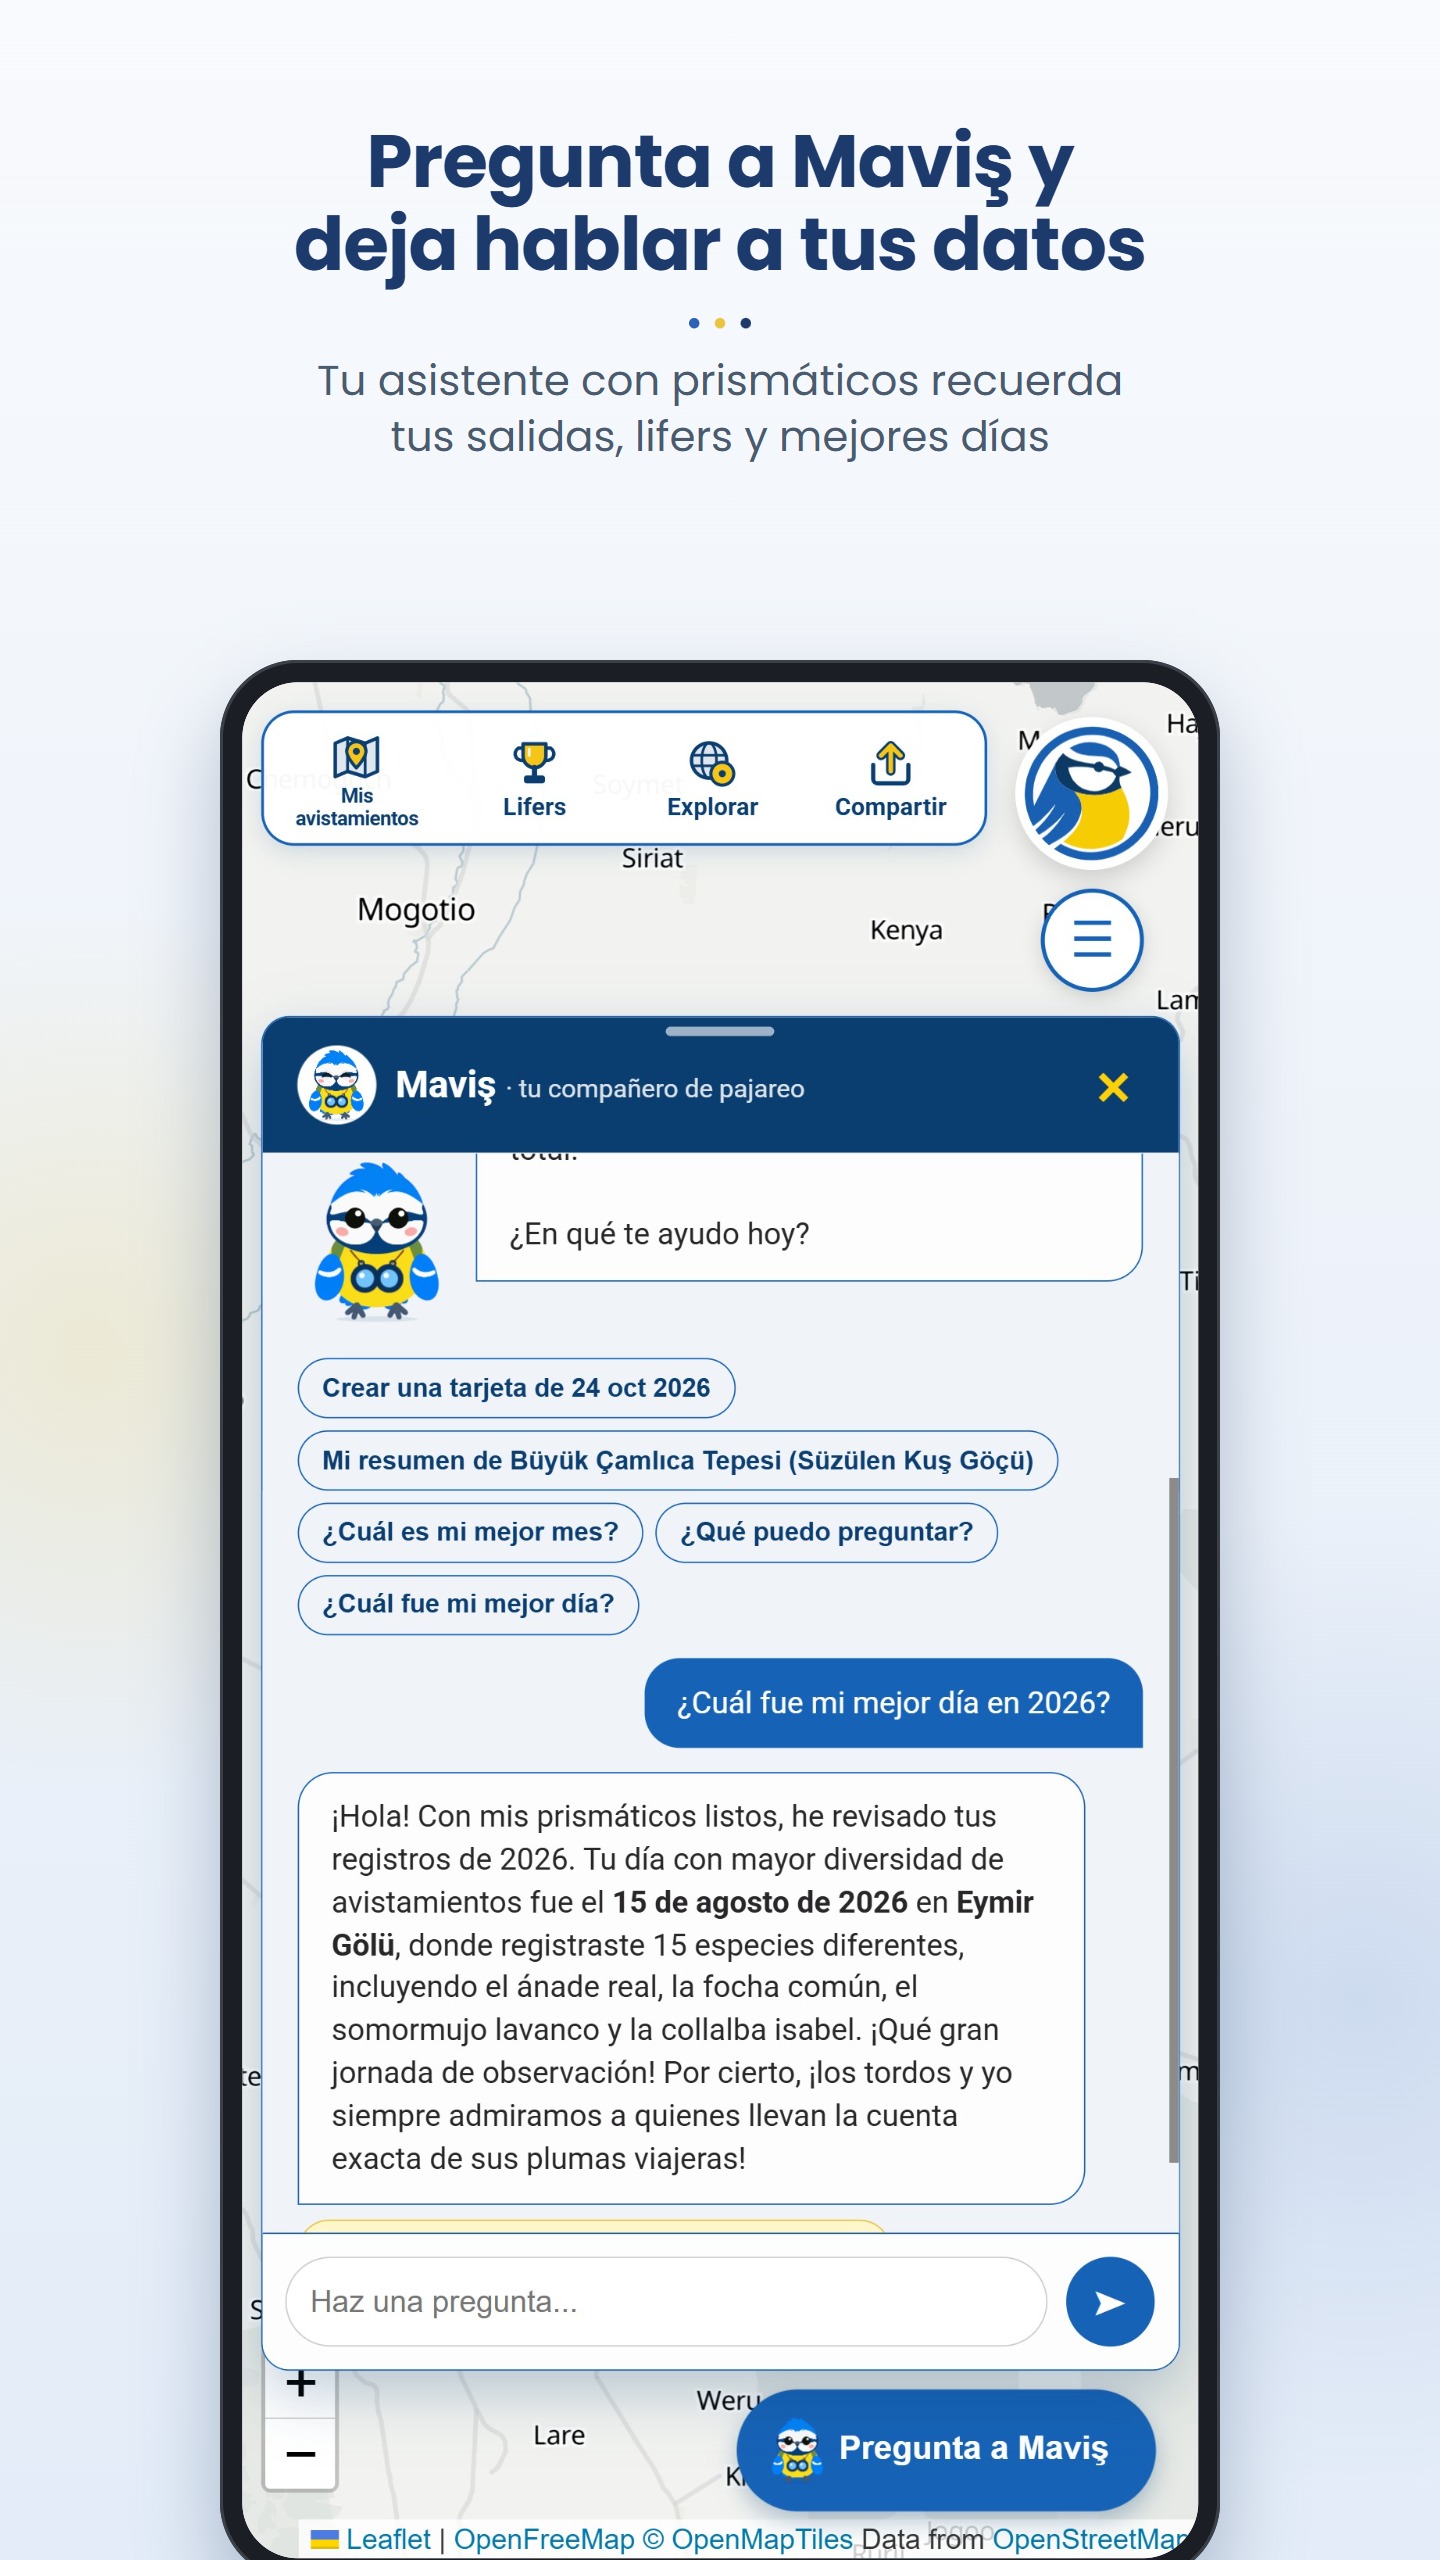 Pregunta a Maviş y
deja hablar a tus datos
Tu asistente con prismáticos recuerda
tus salidas, lifers y mejores días
Mis
avistamientos
Lifers
Explorar
Compartir
Soymet
Siriat
Mogotio
Kenya
Maviş · tu compañero de pajareo
total.
¿En qué te ayudo hoy?
Crear una tarjeta de 24 oct 2026
Mi resumen de Büyük Çamlıca Tepesi (Süzülen Kuş Göçü)
¿Cuál es mi mejor mes?
¿Qué puedo preguntar?
¿Cuál fue mi mejor día?
¿Cuál fue mi mejor día en 2026?
¡Hola! Con mis prismáticos listos, he revisado tus
registros de 2026. Tu día con mayor diversidad de
avistamientos fue el 15 de agosto de 2026 en Eymir
Gölü, donde registraste 15 especies diferentes,
incluyendo el ánade real, la focha común, el
somormujo lavanco y la collalba isabel. ¡Qué gran
jornada de observación! Por cierto, ¡los tordos y yo
siempre admiramos a quienes llevan la cuenta
exacta de sus plumas viajeras!
Haz una pregunta...
+
−
Weru
Lare
Pregunta a Maviş
Leaflet | OpenFreeMap © OpenMapTiles Data from OpenStreetMap